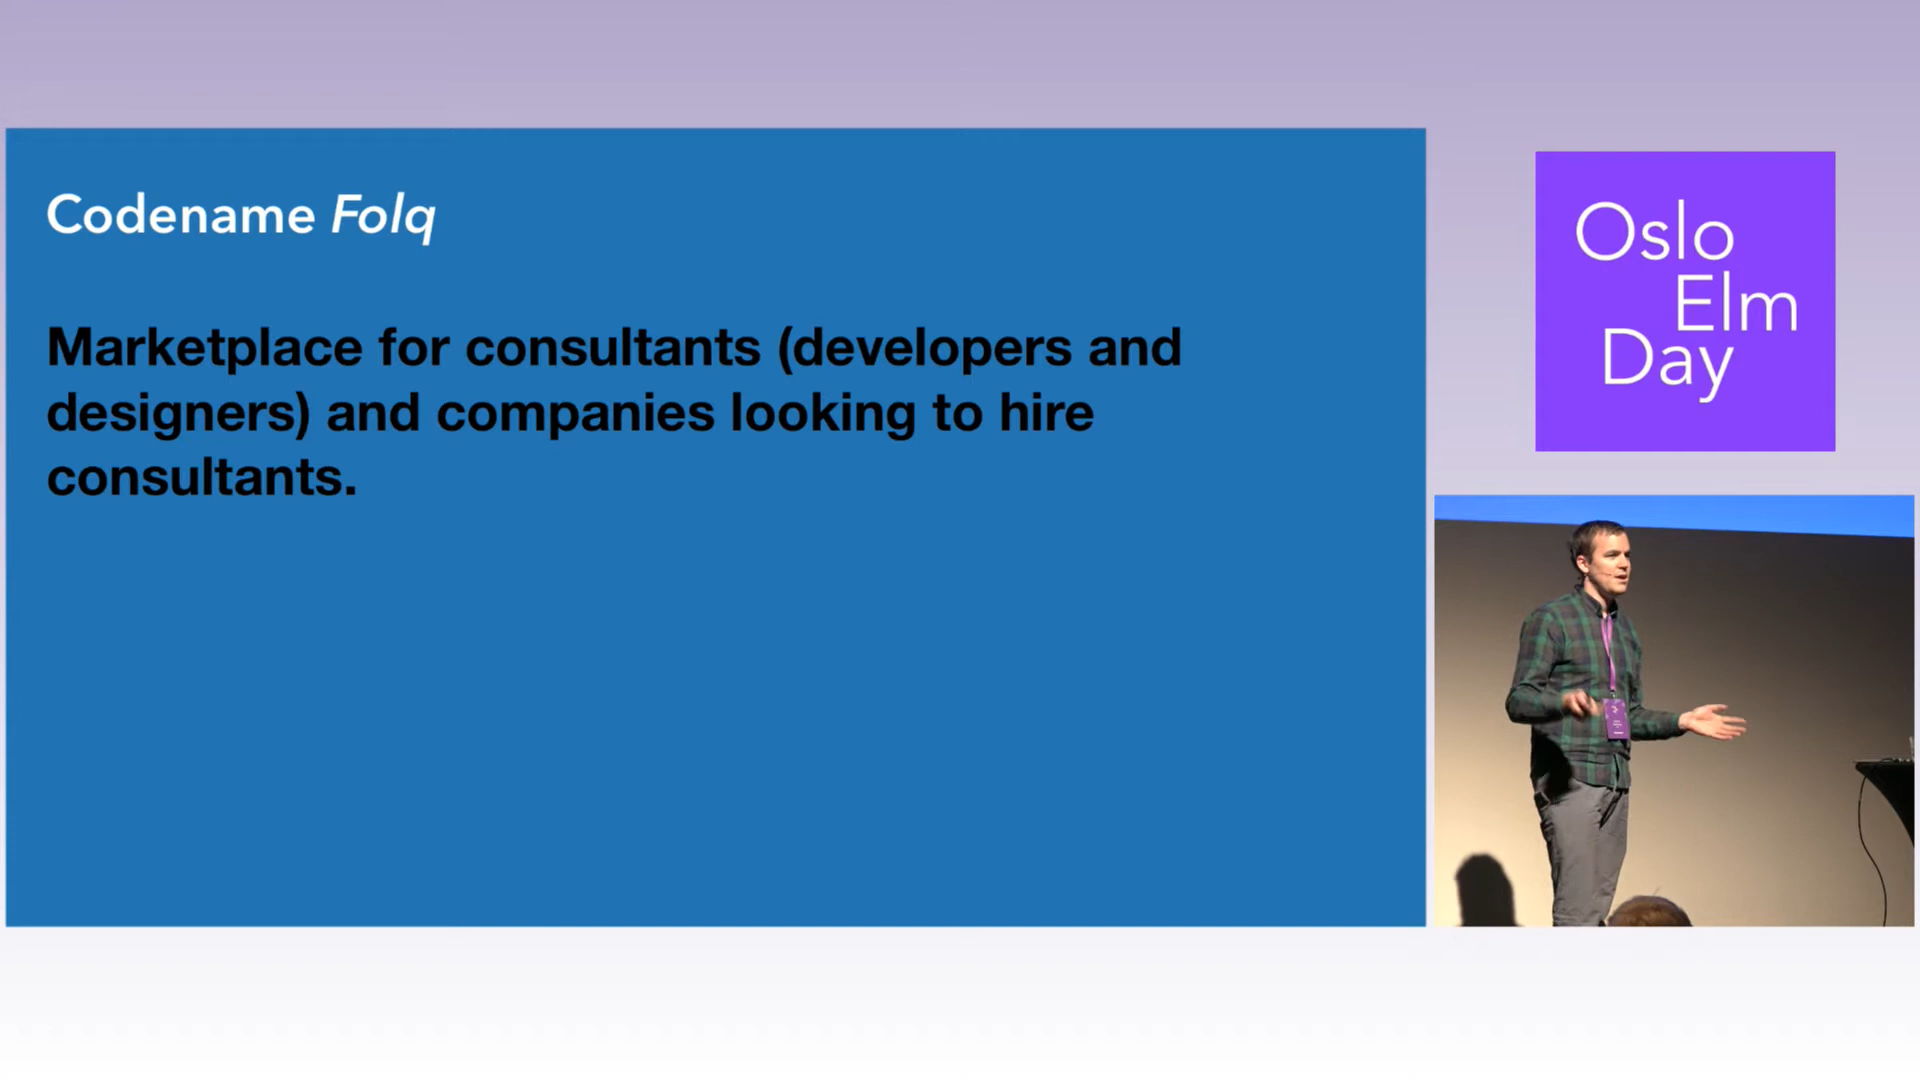 Codename Folq
Marketplace for consultants (developers and
designers) and companies looking to hire
consultants.
Oslo
Elm
Day